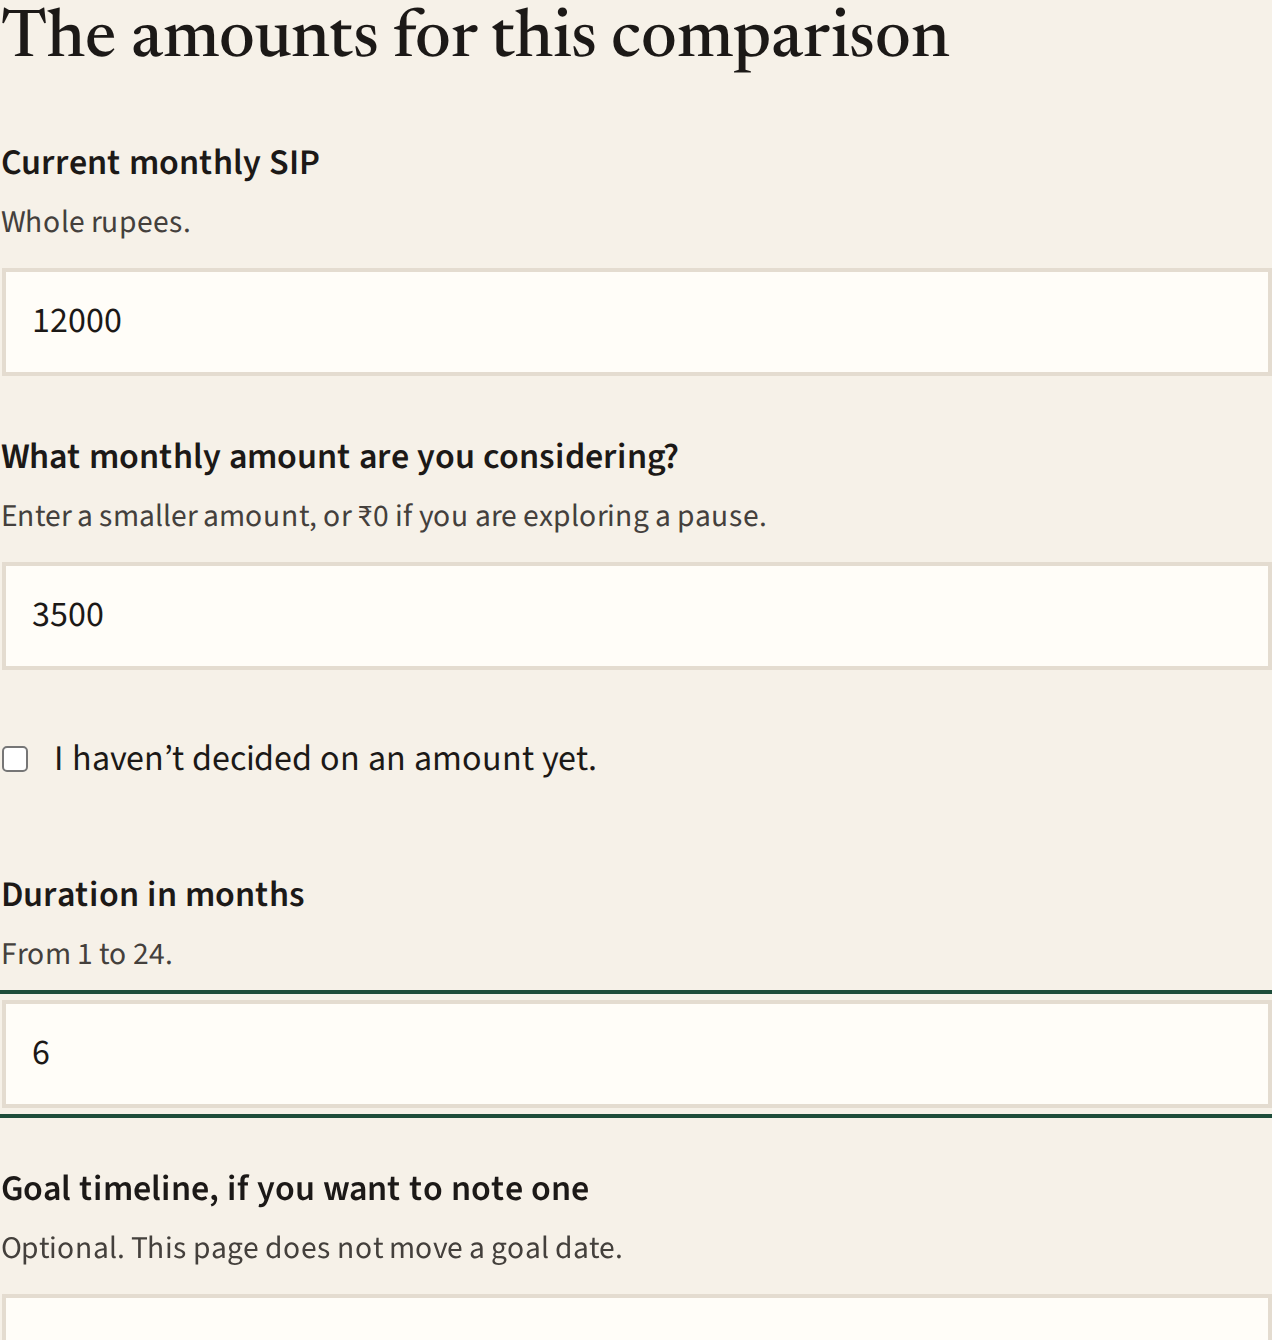 The amounts for this comparison
Current monthly SIP
Whole rupees.
12000
What monthly amount are you considering?
Enter a smaller amount, or ₹0 if you are exploring a pause.
3500
I haven’t decided on an amount yet.
Duration in months
From 1 to 24.
6
Goal timeline, if you want to note one
Optional. This page does not move a goal date.